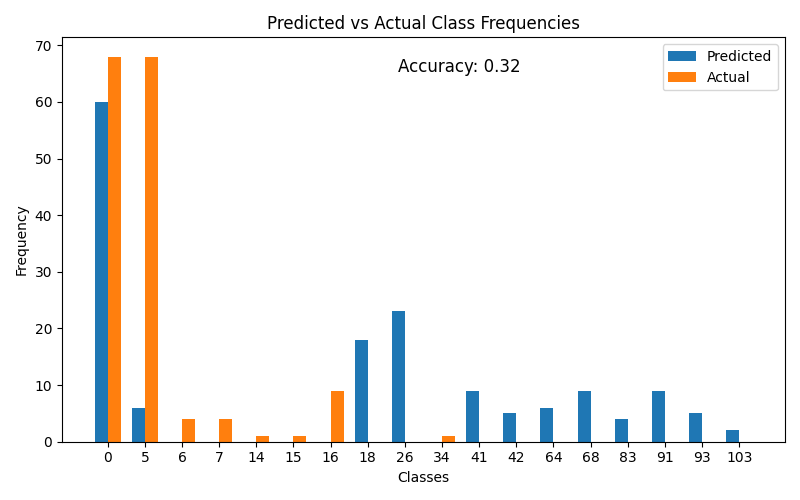 Predicted vs Actual Class Frequencies
Accuracy: 0.32
Predicted
Actual
Frequency
70
60
50
40
30
20
10
0
0 5 6 7 14 15 16 18 26 34 41 42 64 68 83 91 93 103
Classes